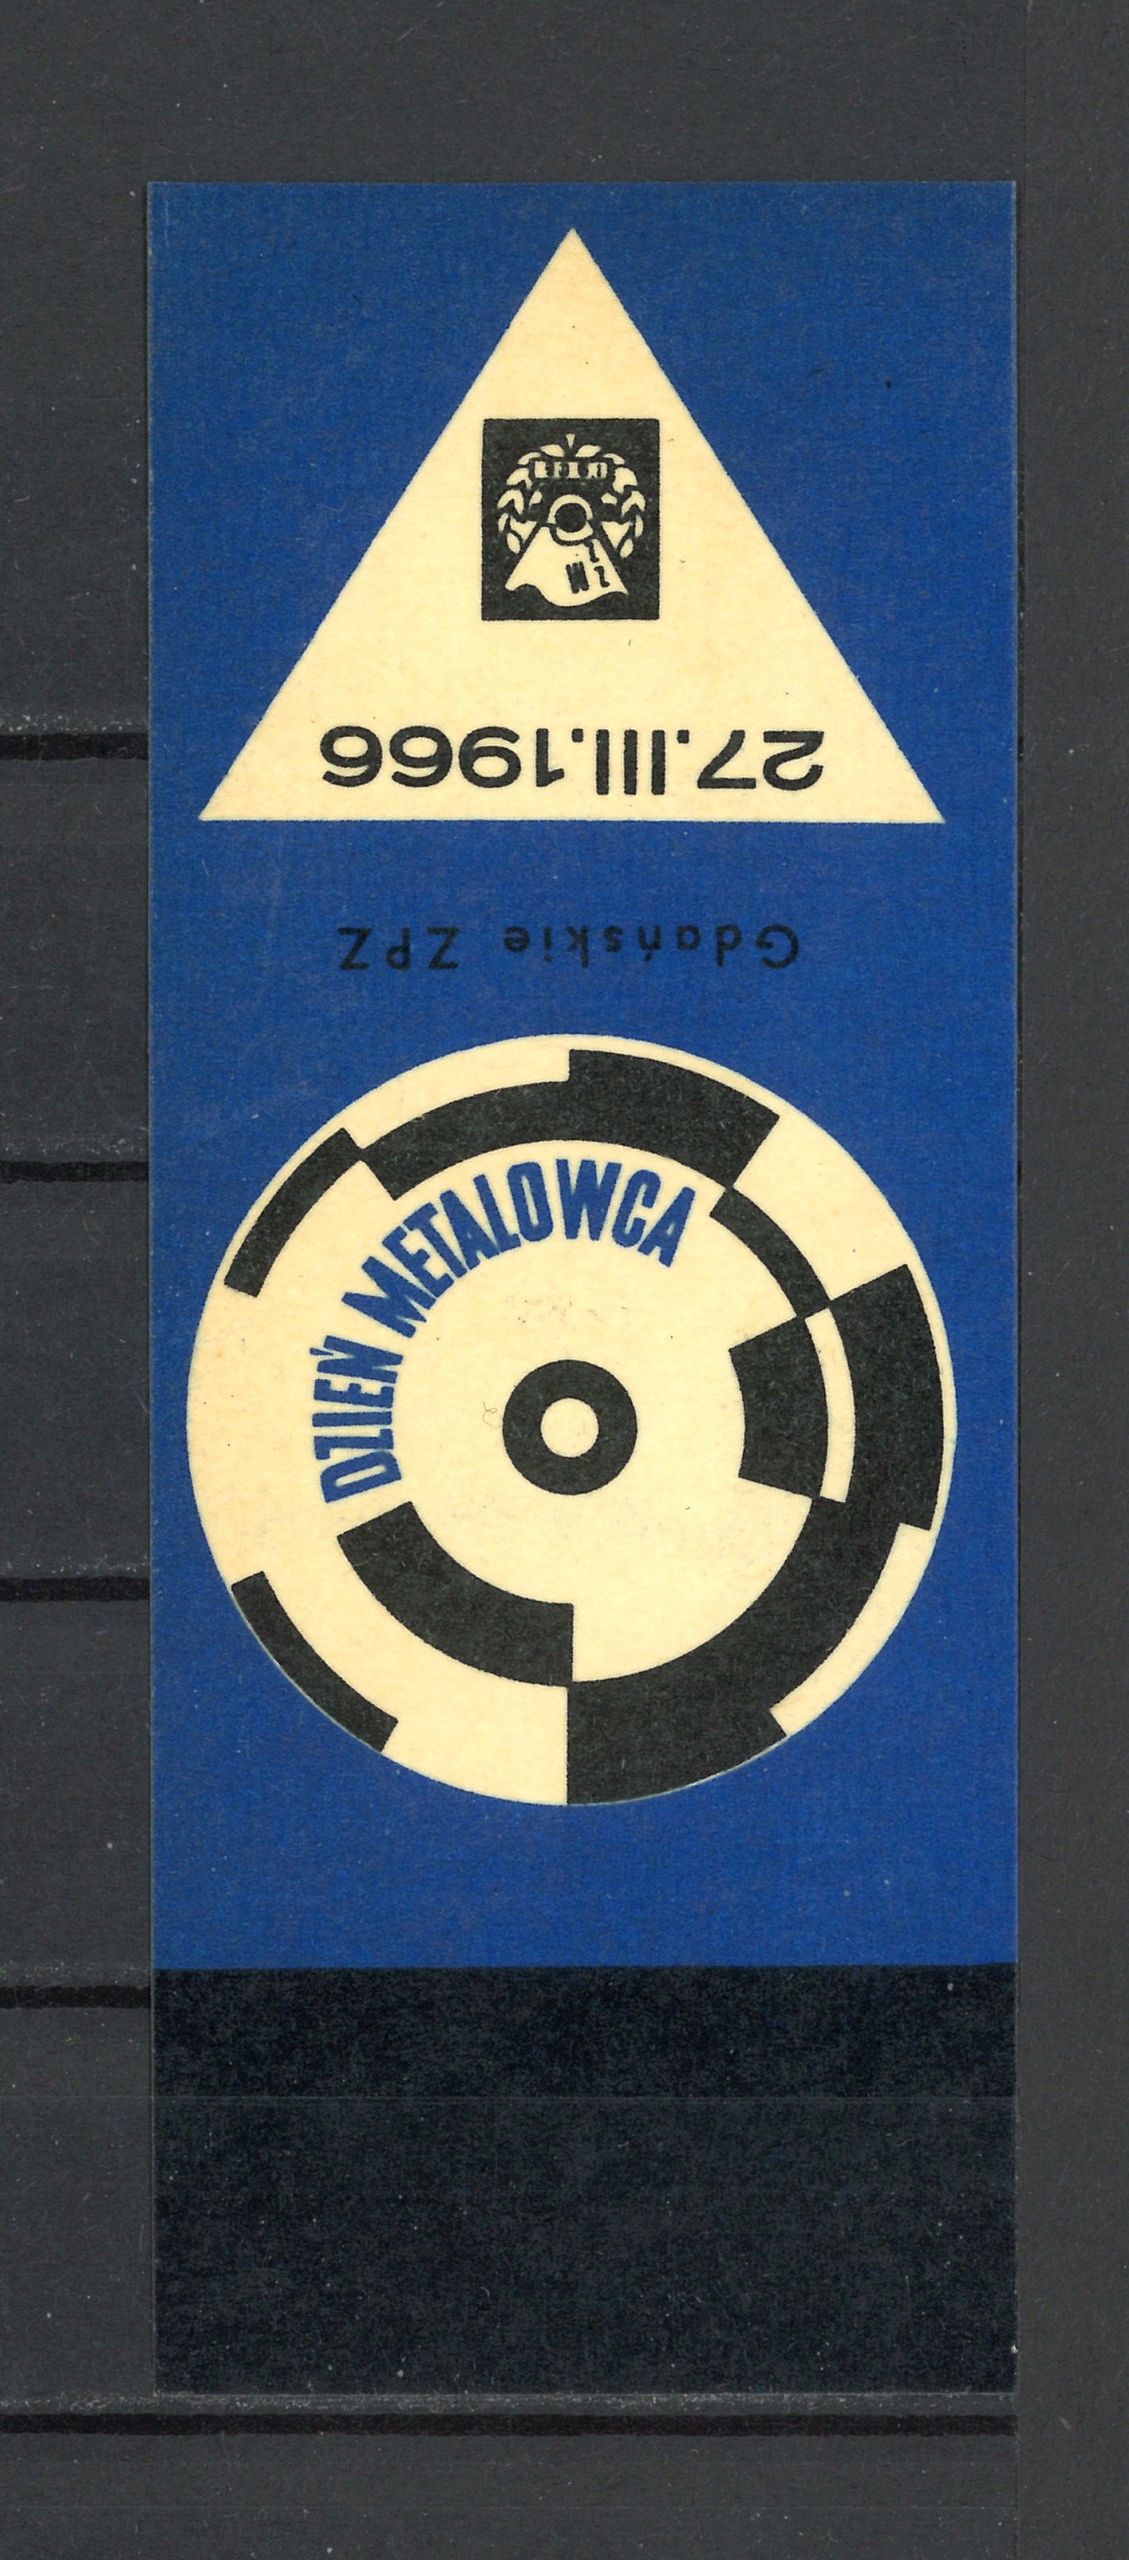 27.III.1966
Gdańskie ZPZ
DZIEŃ METALOWCA